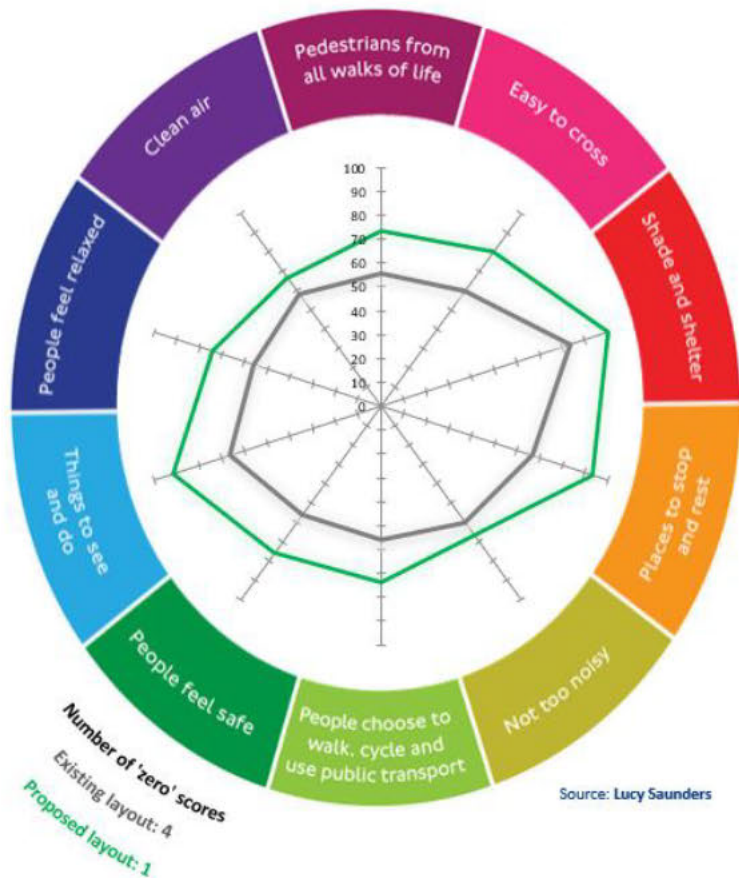 Pedestrians from
all walks of life
Easy to cross
Shade and shelter
Places to stop
and rest
Not too noisy
People choose to
walk. cycle and
use public transport
People feel safe
Things to see
and do
People feel relaxed
Clean air
100
90
80
70
60
50
40
30
20
10
0
Number of 'zero' scores
Existing layout: 4
Proposed layout: 1
Source: Lucy Saunders